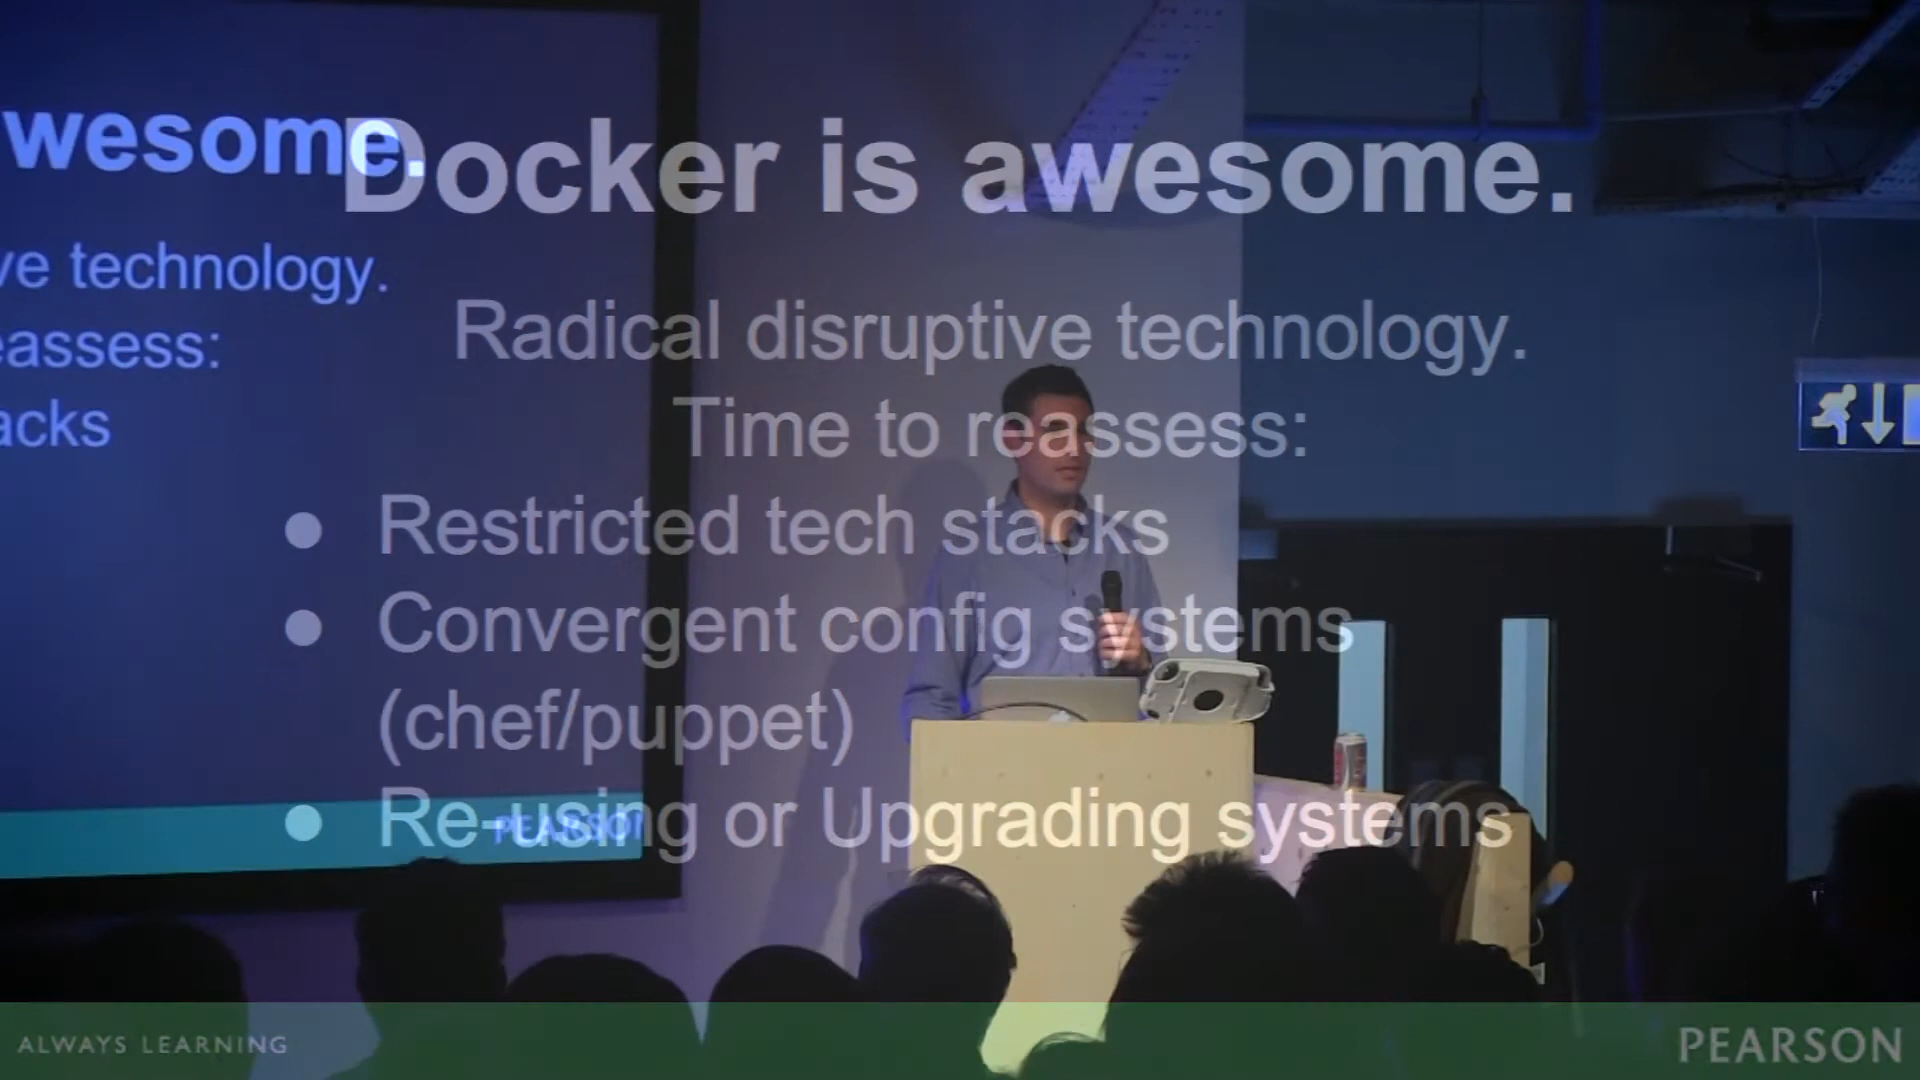 Docker is awesome.
Radical disruptive technology.
Time to reassess:
● Restricted tech stacks
● Convergent config systems
(chef/puppet)
● Re-using or Upgrading systems
ALWAYS LEARNING
PEARSON
wesome.
ve technology.
eassess:
acks
PEARSON